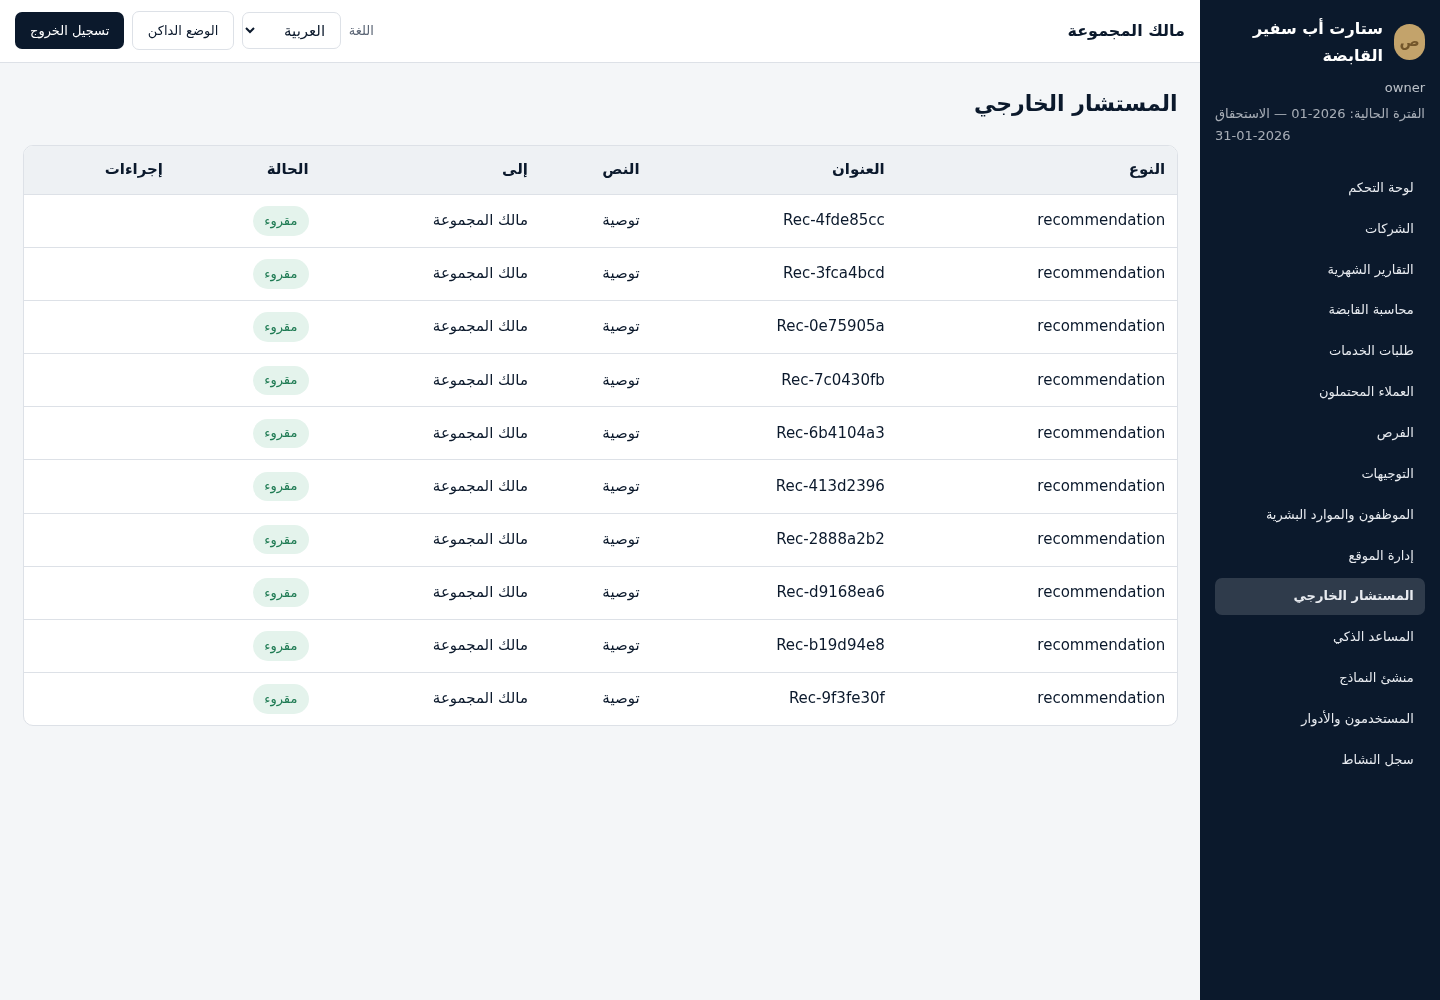 ص
ستارت أب سفير
القابضة
owner
الفترة الحالية: 2026-01 — الاستحقاق
2026-01-31
لوحة التحكم
الشركات
التقارير الشهرية
محاسبة القابضة
طلبات الخدمات
العملاء المحتملون
الفرص
التوجيهات
الموظفون والموارد البشرية
إدارة الموقع
المستشار الخارجي
المساعد الذكي
منشئ النماذج
المستخدمون والأدوار
سجل النشاط
مالك المجموعة اللغة العربية الوضع الداكن تسجيل الخروج
المستشار الخارجي
النوع العنوان النص إلى الحالة إجراءات
recommendation Rec-4fde85cc توصية مالك المجموعة مقروء
recommendation Rec-3fca4bcd توصية مالك المجموعة مقروء
recommendation Rec-0e75905a توصية مالك المجموعة مقروء
recommendation Rec-7c0430fb توصية مالك المجموعة مقروء
recommendation Rec-6b4104a3 توصية مالك المجموعة مقروء
recommendation Rec-413d2396 توصية مالك المجموعة مقروء
recommendation Rec-2888a2b2 توصية مالك المجموعة مقروء
recommendation Rec-d9168ea6 توصية مالك المجموعة مقروء
recommendation Rec-b19d94e8 توصية مالك المجموعة مقروء
recommendation Rec-9f3fe30f توصية مالك المجموعة مقروء